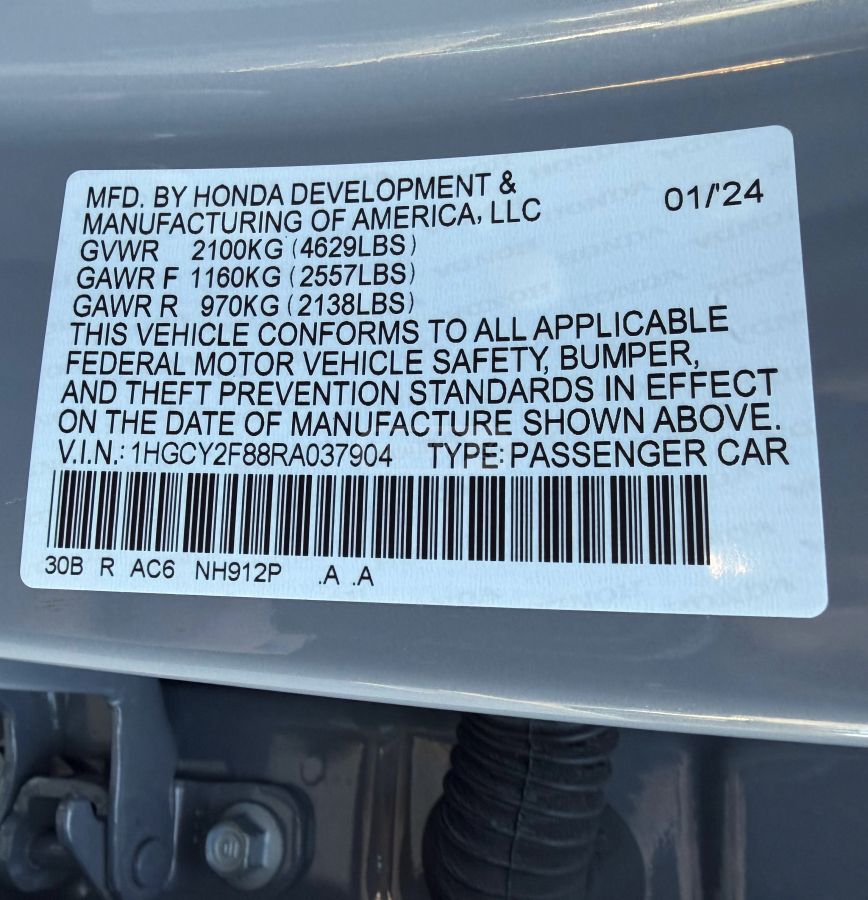 MFD. BY HONDA DEVELOPMENT &
MANUFACTURING OF AMERICA, LLC
01/'24
GVWR 2100KG (4629LBS)
GAWR F 1160KG (2557LBS)
GAWR R 970KG (2138LBS)
THIS VEHICLE CONFORMS TO ALL APPLICABLE
FEDERAL MOTOR VEHICLE SAFETY, BUMPER,
AND THEFT PREVENTION STANDARDS IN EFFECT
ON THE DATE OF MANUFACTURE SHOWN ABOVE.
V.I.N.: 1HGCY2F88RA037904 TYPE: PASSENGER CAR
30B R AC6 NH912P .A .A